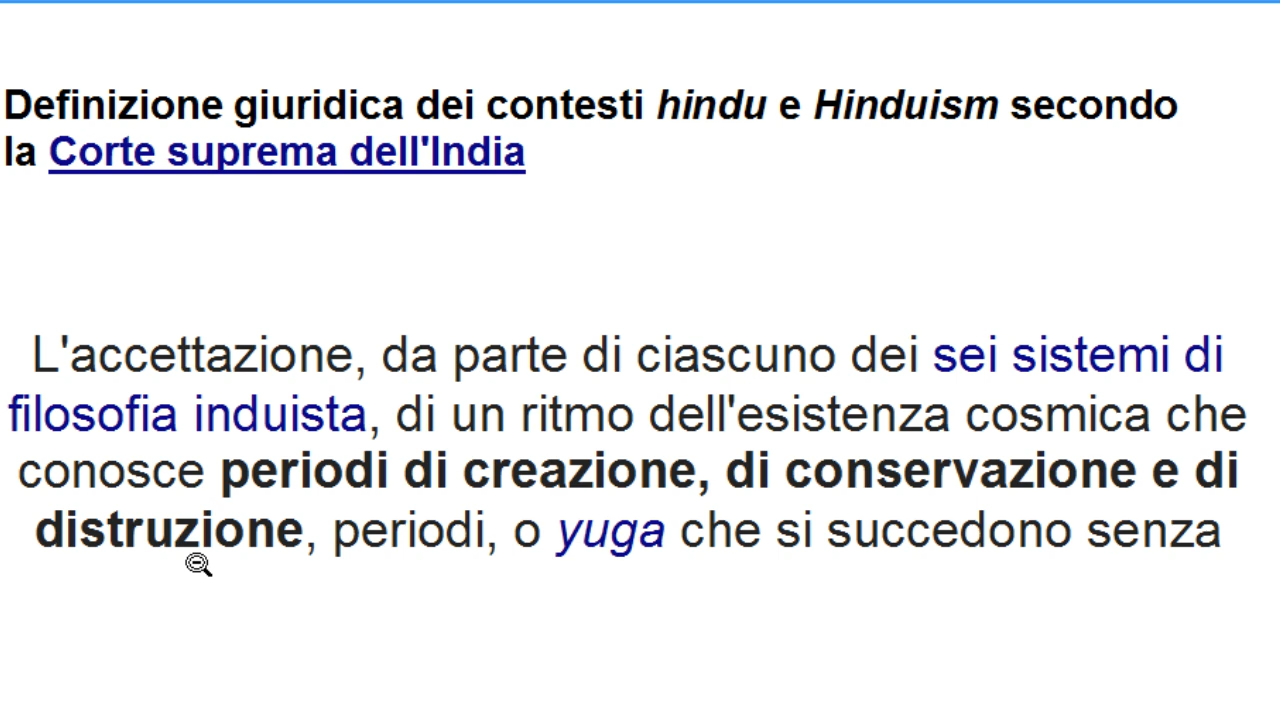 Definizione giuridica dei contesti hindu e Hinduism secondo
la Corte suprema dell'India
L'accettazione, da parte di ciascuno dei sei sistemi di
filosofia induista, di un ritmo dell'esistenza cosmica che
conosce periodi di creazione, di conservazione e di
distruzione, periodi, o yuga che si succedono senza